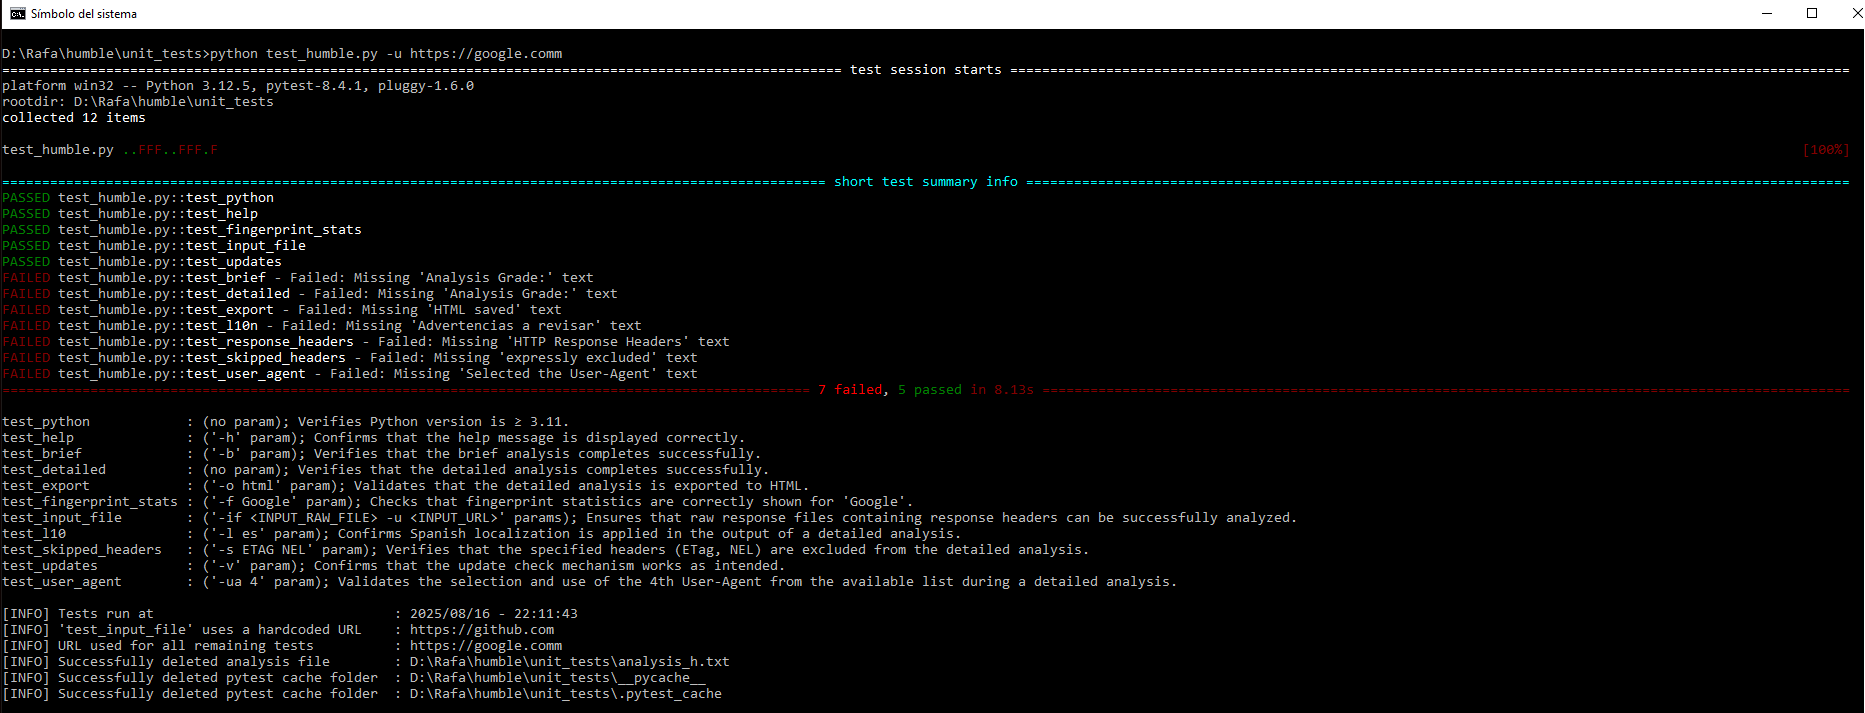 Símbolo del sistema
D:\Rafa\humble\unit_tests>python test_humble.py -u https://google.comm
========================================================================================================= test session starts =========================================================================================================
platform win32 -- Python 3.12.5, pytest-8.4.1, pluggy-1.6.0
rootdir: D:\Rafa\humble\unit_tests
collected 12 items
test_humble.py ..FFF..FFF.F [100%]
======================================================================================================= short test summary info =======================================================================================================
PASSED test_humble.py::test_python
PASSED test_humble.py::test_help
PASSED test_humble.py::test_fingerprint_stats
PASSED test_humble.py::test_input_file
PASSED test_humble.py::test_updates
FAILED test_humble.py::test_brief - Failed: Missing 'Analysis Grade:' text
FAILED test_humble.py::test_detailed - Failed: Missing 'Analysis Grade:' text
FAILED test_humble.py::test_export - Failed: Missing 'HTML saved' text
FAILED test_humble.py::test_l10n - Failed: Missing 'Advertencias a revisar' text
FAILED test_humble.py::test_response_headers - Failed: Missing 'HTTP Response Headers' text
FAILED test_humble.py::test_skipped_headers - Failed: Missing 'expressly excluded' text
FAILED test_humble.py::test_user_agent - Failed: Missing 'Selected the User-Agent' text
===================================================================================================== 7 failed, 5 passed in 8.13s =====================================================================================================
test_python            : (no param); Verifies Python version is ≥ 3.11.
test_help              : ('-h' param); Confirms that the help message is displayed correctly.
test_brief             : ('-b' param); Verifies that the brief analysis completes successfully.
test_detailed          : (no param); Verifies that the detailed analysis completes successfully.
test_export            : ('-o html' param); Validates that the detailed analysis is exported to HTML.
test_fingerprint_stats : ('-f Google' param); Checks that fingerprint statistics are correctly shown for 'Google'.
test_input_file        : ('-if <INPUT_RAW_FILE> -u <INPUT_URL>' params); Ensures that raw response files containing response headers can be successfully analyzed.
test_l10               : ('-l es' param); Confirms Spanish localization is applied in the output of a detailed analysis.
test_skipped_headers   : ('-s ETAG NEL' param); Verifies that the specified headers (ETag, NEL) are excluded from the detailed analysis.
test_updates           : ('-v' param); Confirms that the update check mechanism works as intended.
test_user_agent        : ('-ua 4' param); Validates the selection and use of the 4th User-Agent from the available list during a detailed analysis.
[INFO] Tests run at                              : 2025/08/16 - 22:11:43
[INFO] 'test_input_file' uses a hardcoded URL    : https://github.com
[INFO] URL used for all remaining tests          : https://google.comm
[INFO] Successfully deleted analysis file        : D:\Rafa\humble\unit_tests\analysis_h.txt
[INFO] Successfully deleted pytest cache folder  : D:\Rafa\humble\unit_tests\__pycache__
[INFO] Successfully deleted pytest cache folder  : D:\Rafa\humble\unit_tests\.pytest_cache